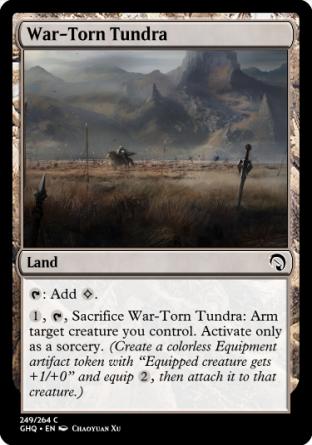 War-Torn Tundra
Land
: Add .
1, , Sacrifice War-Torn Tundra: Arm
target creature you control. Activate only
as a sorcery. (Create a colorless Equipment
artifact token with “Equipped creature gets
+1/+0” and equip 2, then attach it to that
creature.)
249/264 C
GHQ • EN Chaoyuan Xu